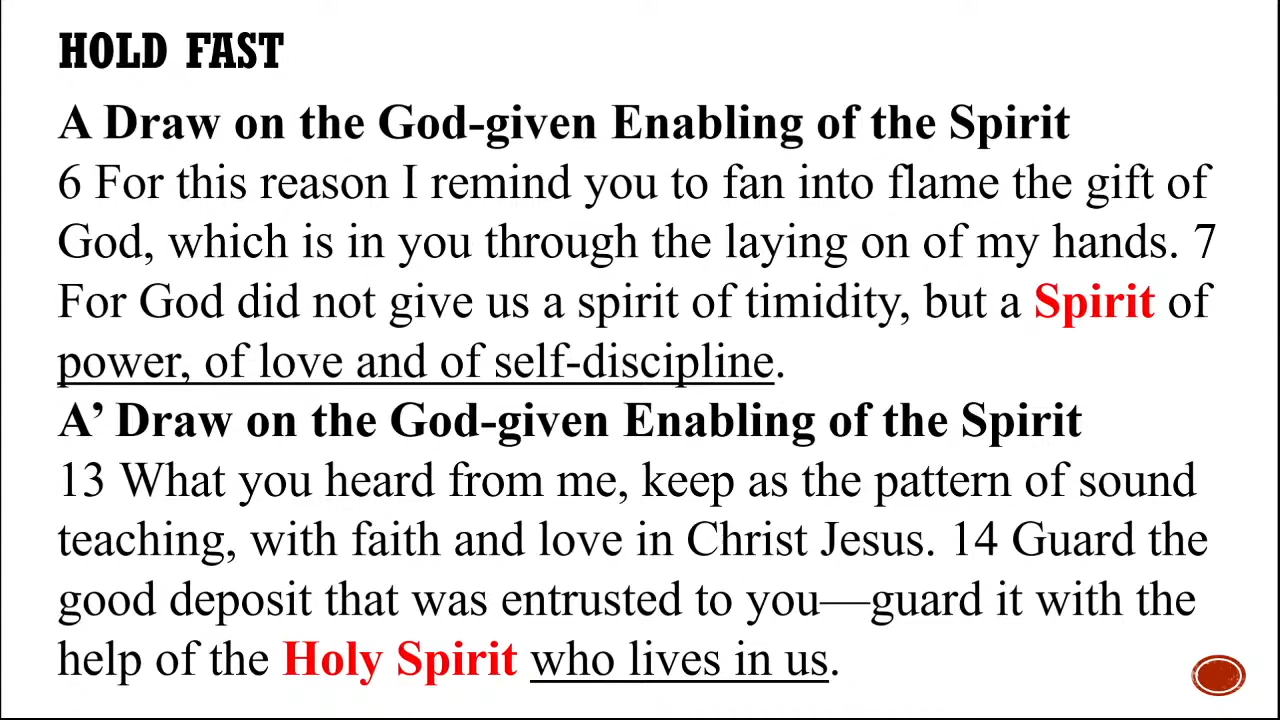 HOLD FAST
A Draw on the God-given Enabling of the Spirit
6 For this reason I remind you to fan into flame the gift of
God, which is in you through the laying on of my hands. 7
For God did not give us a spirit of timidity, but a Spirit of
power, of love and of self-discipline.
A’ Draw on the God-given Enabling of the Spirit
13 What you heard from me, keep as the pattern of sound
teaching, with faith and love in Christ Jesus. 14 Guard the
good deposit that was entrusted to you—guard it with the
help of the Holy Spirit who lives in us.